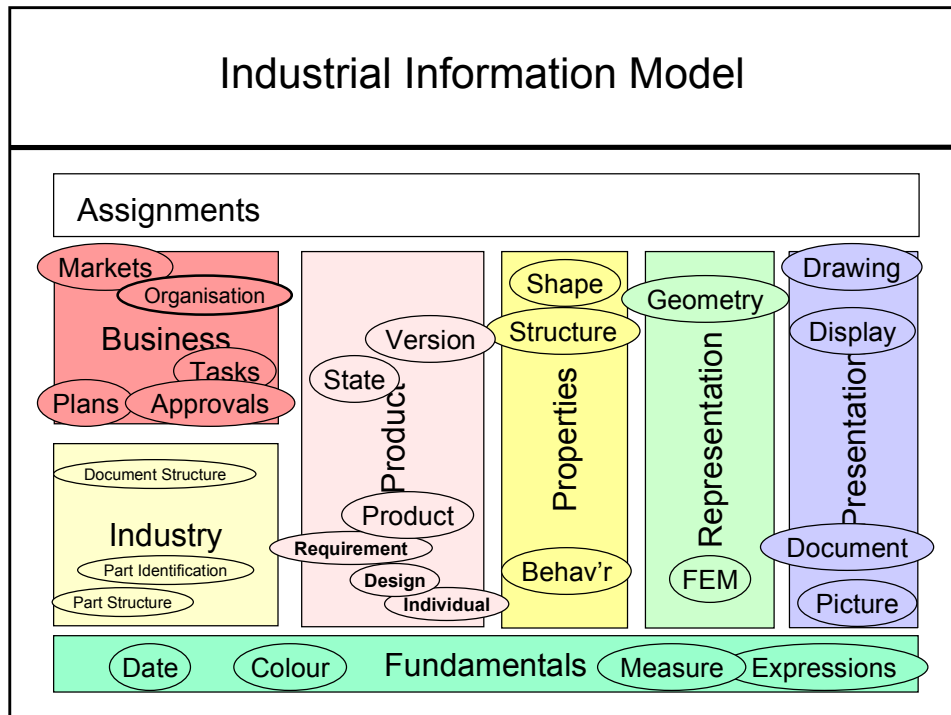 Industrial Information Model
Assignments
Markets
Organisation
Business
Tasks
Plans
Approvals
Document Structure
Industry
Part Identification
Part Structure
Version
State
Product
Product
Requirement
Design
Individual
Shape
Structure
Properties
Behav'r
Geometry
Representation
FEM
Drawing
Display
Presentation
Document
Picture
Date
Colour
Fundamentals
Measure
Expressions